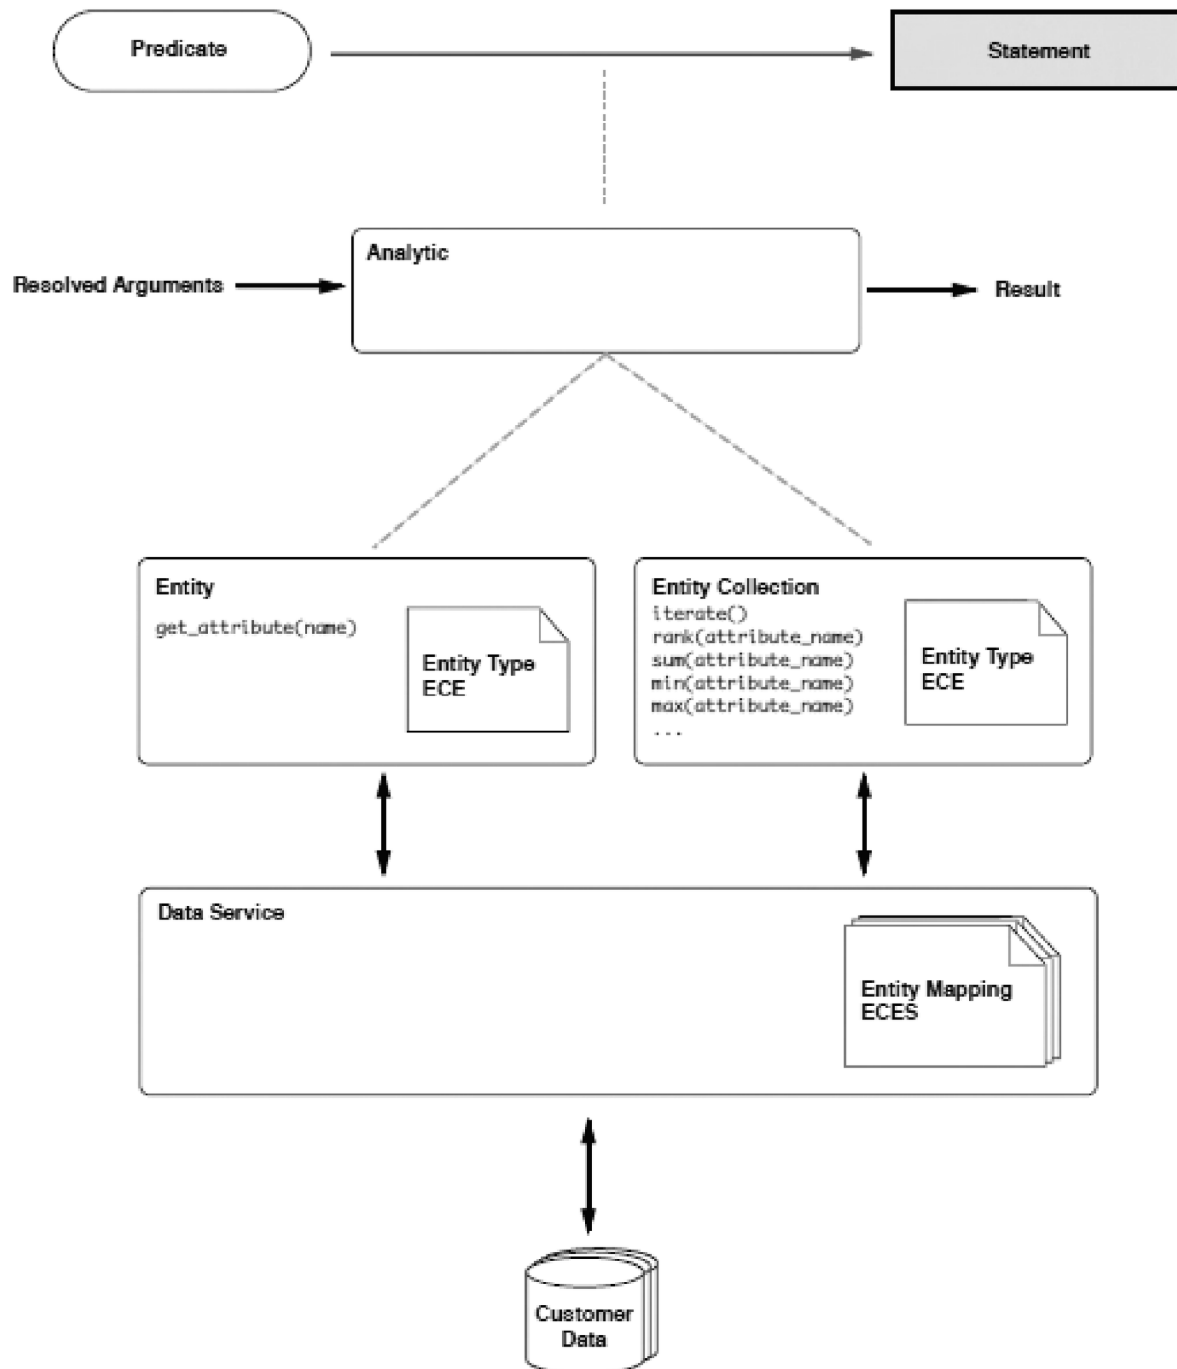 Predicate
Statement
Analytic
Resolved Arguments
Result
Entity
get_attribute(name)
Entity Type
ECE
Entity Collection
iterate()
rank(attribute_name)
sum(attribute_name)
min(attribute_name)
max(attribute_name)
...
Entity Type
ECE
Data Service
Entity Mapping
ECES
Customer
Data